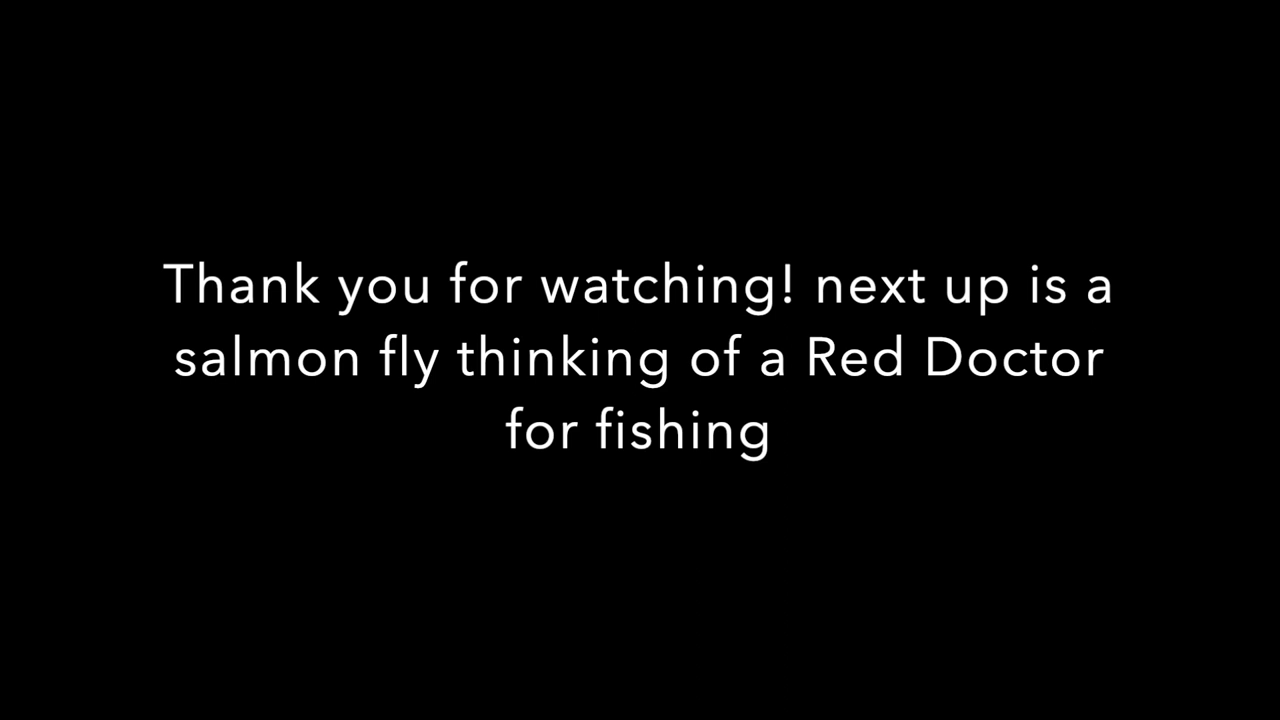 Thank you for watching! next up is a
salmon fly thinking of a Red Doctor
for fishing